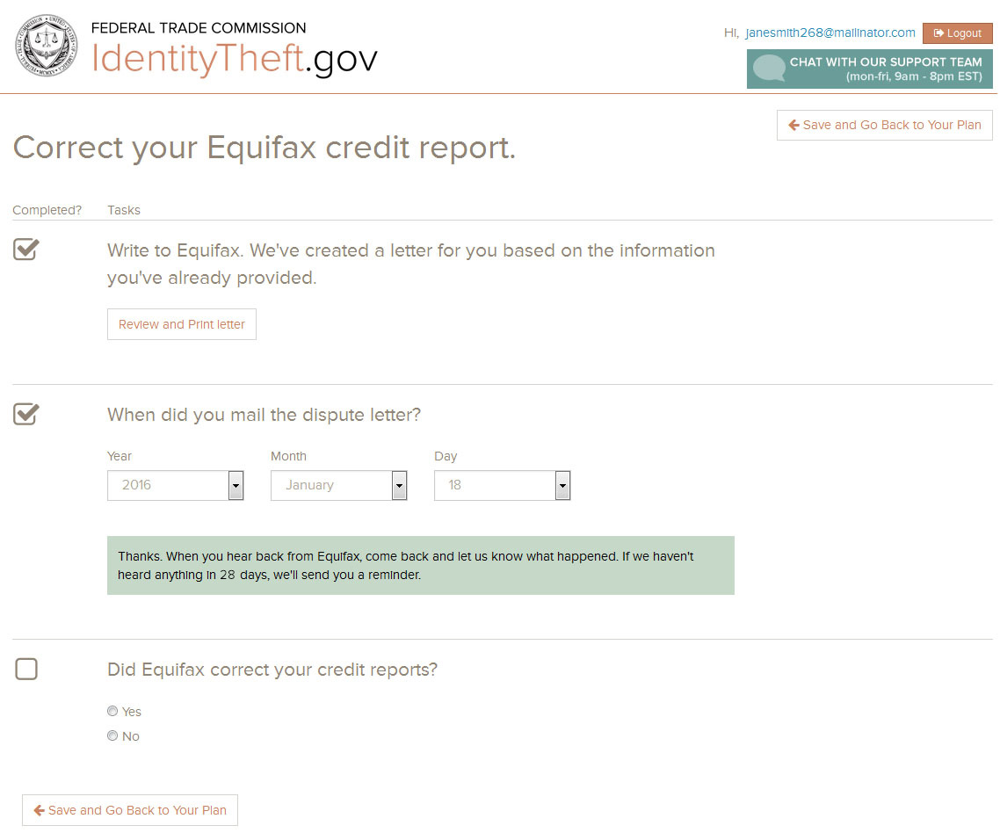 FEDERAL TRADE COMMISSION
IdentityTheft.gov
Hi, janesmith268@mailinator.com
Logout
CHAT WITH OUR SUPPORT TEAM
(mon-fri, 9am - 8pm EST)
Save and Go Back to Your Plan
Correct your Equifax credit report.
Completed? Tasks
Write to Equifax. We've created a letter for you based on the information
you've already provided.
Review and Print letter
When did you mail the dispute letter?
Year Month Day
2016 January 18
Thanks. When you hear back from Equifax, come back and let us know what happened. If we haven't
heard anything in 28 days, we'll send you a reminder.
Did Equifax correct your credit reports?
Yes
No
Save and Go Back to Your Plan